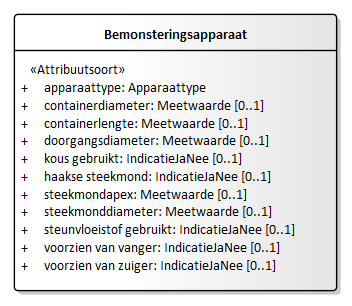 Bemonsteringsapparaat
«Attribuutsoort»
+ apparaattype: Apparaattype
+ containerdiameter: Meetwaarde [0..1]
+ containerlengte: Meetwaarde [0..1]
+ doorgangsdiameter: Meetwaarde [0..1]
+ kous gebruikt: IndicatieJaNee [0..1]
+ haakse steekmond: IndicatieJaNee [0..1]
+ steekmondapex: Meetwaarde [0..1]
+ steekmonddiameter: Meetwaarde [0..1]
+ steunvloeistof gebruikt: IndicatieJaNee [0..1]
+ voorzien van vanger: IndicatieJaNee [0..1]
+ voorzien van zuiger: IndicatieJaNee [0..1]